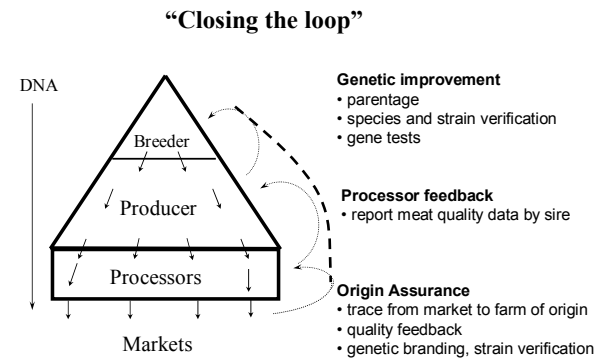 “Closing the loop”
DNA
Breeder
Producer
Processors
Markets
Genetic improvement
• parentage
• species and strain verification
• gene tests
Processor feedback
• report meat quality data by sire
Origin Assurance
• trace from market to farm of origin
• quality feedback
• genetic branding, strain verification